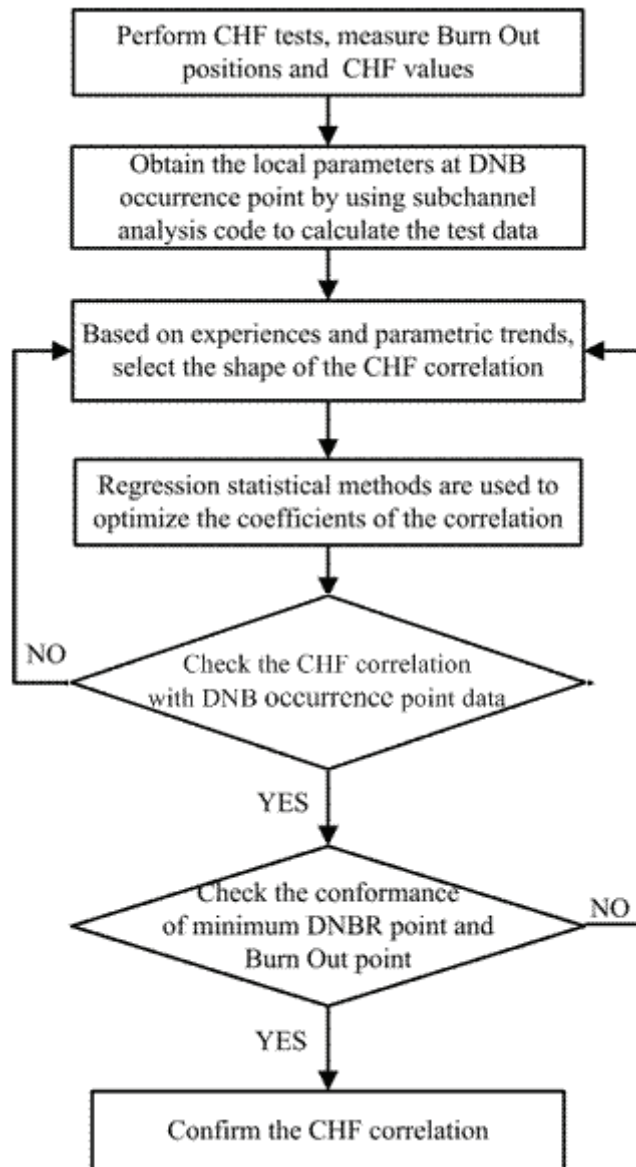 Perform CHF tests, measure Burn Out
positions and CHF values
Obtain the local parameters at DNB
occurrence point by using subchannel
analysis code to calculate the test data
Based on experiences and parametric trends,
select the shape of the CHF correlation
Regression statistical methods are used to
optimize the coefficients of the correlation
NO
Check the CHF correlation
with DNB occurrence point data
YES
Check the conformance
of minimum DNBR point and
Burn Out point
NO
YES
Confirm the CHF correlation